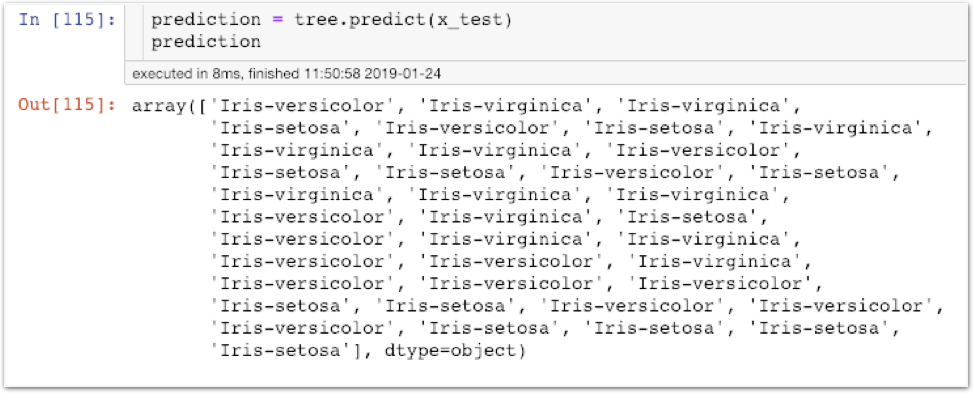 In [115]: prediction = tree.predict(x_test)
prediction
executed in 8ms, finished 11:50:58 2019-01-24
Out[115]: array(['Iris-versicolor', 'Iris-virginica', 'Iris-virginica',
'Iris-setosa', 'Iris-versicolor', 'Iris-setosa', 'Iris-virginica',
'Iris-virginica', 'Iris-virginica', 'Iris-versicolor',
'Iris-setosa', 'Iris-setosa', 'Iris-versicolor', 'Iris-setosa',
'Iris-virginica', 'Iris-virginica', 'Iris-virginica',
'Iris-versicolor', 'Iris-virginica', 'Iris-setosa',
'Iris-versicolor', 'Iris-virginica', 'Iris-virginica',
'Iris-versicolor', 'Iris-versicolor', 'Iris-virginica',
'Iris-versicolor', 'Iris-versicolor', 'Iris-versicolor',
'Iris-setosa', 'Iris-setosa', 'Iris-versicolor', 'Iris-versicolor',
'Iris-versicolor', 'Iris-setosa', 'Iris-setosa', 'Iris-setosa',
'Iris-setosa'], dtype=object)